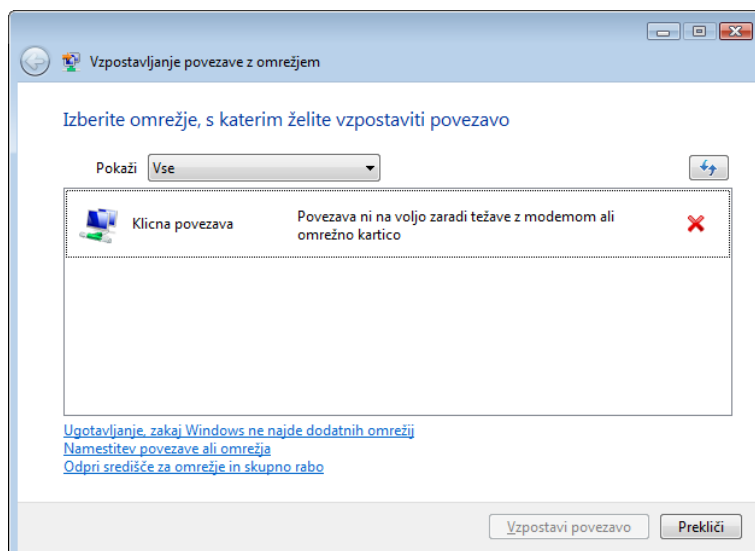 Vzpostavljanje povezave z omrežjem
Izberite omrežje, s katerim želite vzpostaviti povezavo
Pokaži Vse
Klicna povezava Povezava ni na voljo zaradi težave z modemom ali
omrežno kartico
Ugotavljanje, zakaj Windows ne najde dodatnih omrežij
Namestitev povezave ali omrežja
Odpri središče za omrežje in skupno rabo
Vzpostavi povezavo Prekliči